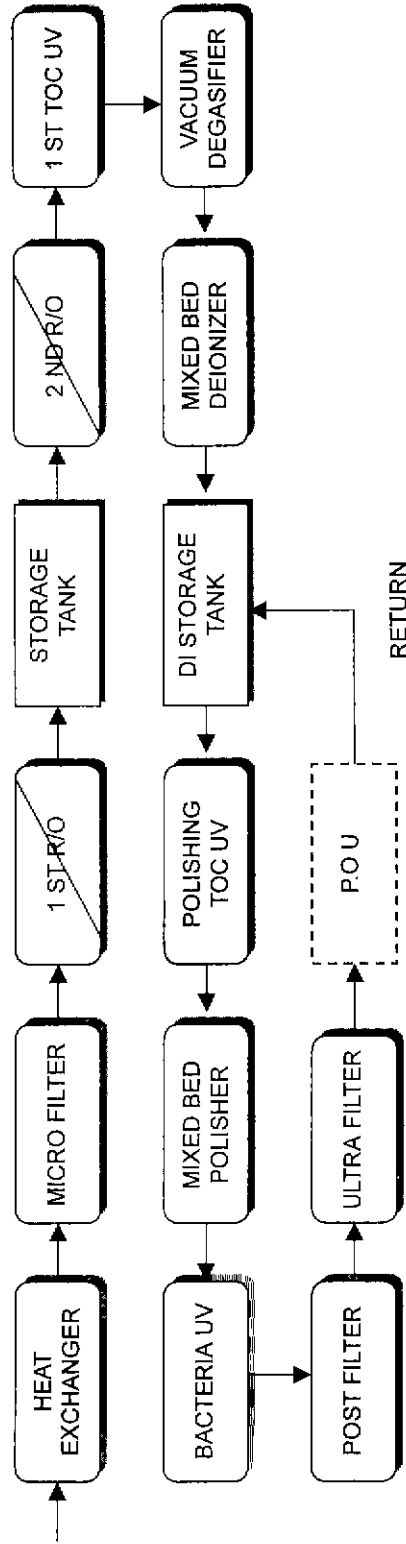 HEAT
EXCHANGER
MICRO FILTER
1 ST R/O
STORAGE
TANK
2 ND R/O
1 ST TOC UV
VACUUM
DEGASIFIER
MIXED BED
DEIONIZER
DI STORAGE
TANK
POLISHING
TOC UV
MIXED BED
POLISHER
BACTERIA UV
POST FILTER
ULTRA FILTER
P.O U
RETURN